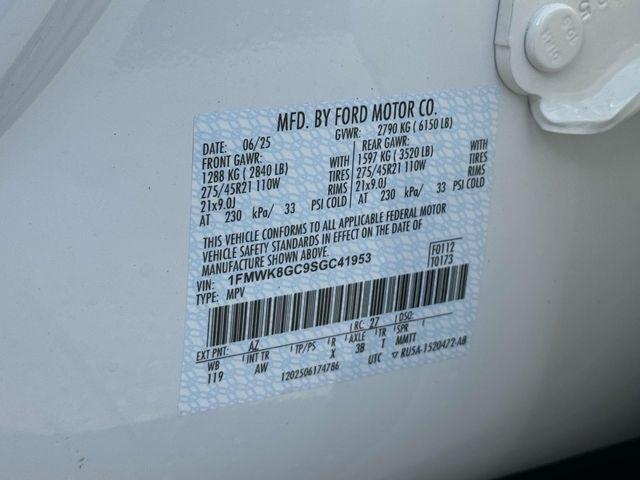 MFD. BY FORD MOTOR CO.
DATE: 06/25 GVWR: 2790 KG ( 6150 LB)
FRONT GAWR: REAR GAWR:
1288 KG ( 2840 LB) WITH 1597 KG ( 3520 LB) WITH
275/45R21 110W TIRES 275/45R21 110W TIRES
21x9.0J RIMS 21x9.0J RIMS
AT 230 kPa/ 33 PSI COLD AT 230 kPa/ 33 PSI COLD
THIS VEHICLE CONFORMS TO ALL APPLICABLE FEDERAL MOTOR
VEHICLE SAFETY STANDARDS IN EFFECT ON THE DATE OF
MANUFACTURE SHOWN ABOVE.
VIN: 1FMWK8GC9SGC41953 F0112
TYPE: MPV T0173
EXT PNT: AZ RC: 27 DSO:
WB INT TR TP/PS R AXLE TR SPR
119 AW X 3B T MMTT
1202506174786 UTC RU5A-1520472-AB